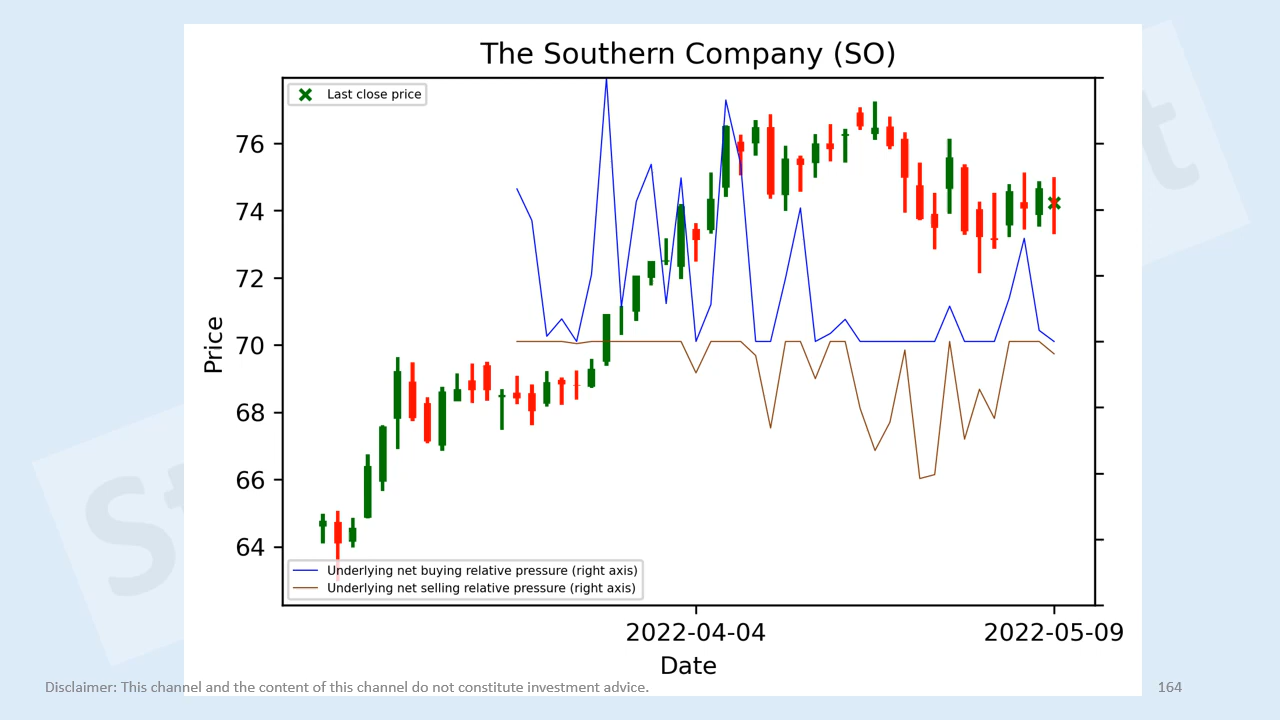 The Southern Company (SO)
Last close price
76
74
72
70
68
66
64
Price
Underlying net buying relative pressure (right axis)
Underlying net selling relative pressure (right axis)
2022-04-04
2022-05-09
Date
Disclaimer: This channel and the content of this channel do not constitute investment advice.
164